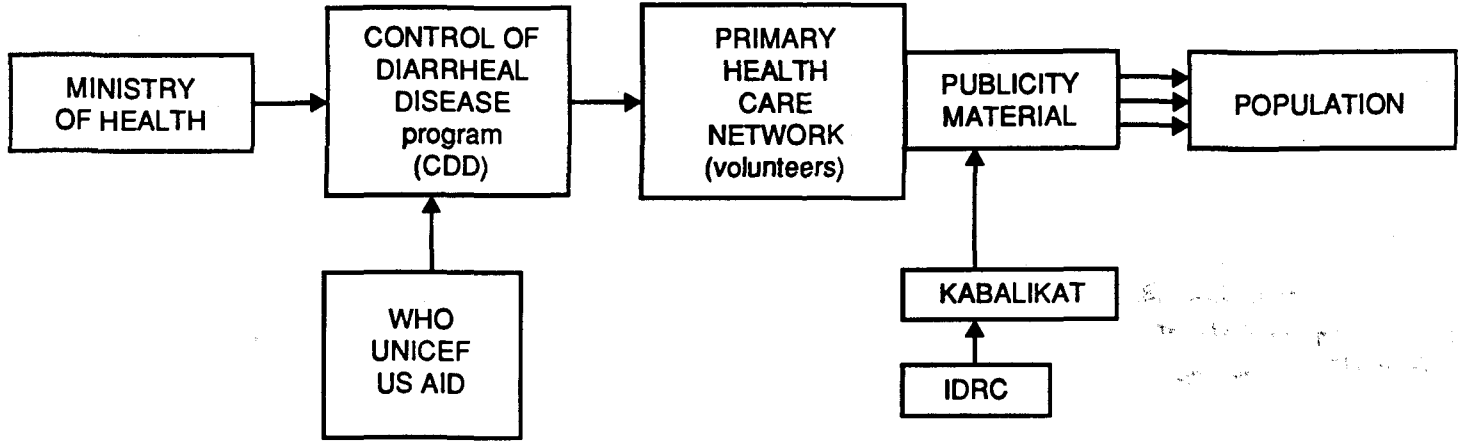 MINISTRY
OF HEALTH
CONTROL OF
DIARRHEAL
DISEASE
program
(CDD)
PRIMARY
HEALTH
CARE
NETWORK
(volunteers)
PUBLICITY
MATERIAL
POPULATION
WHO
UNICEF
US AID
KABALIKAT
IDRC